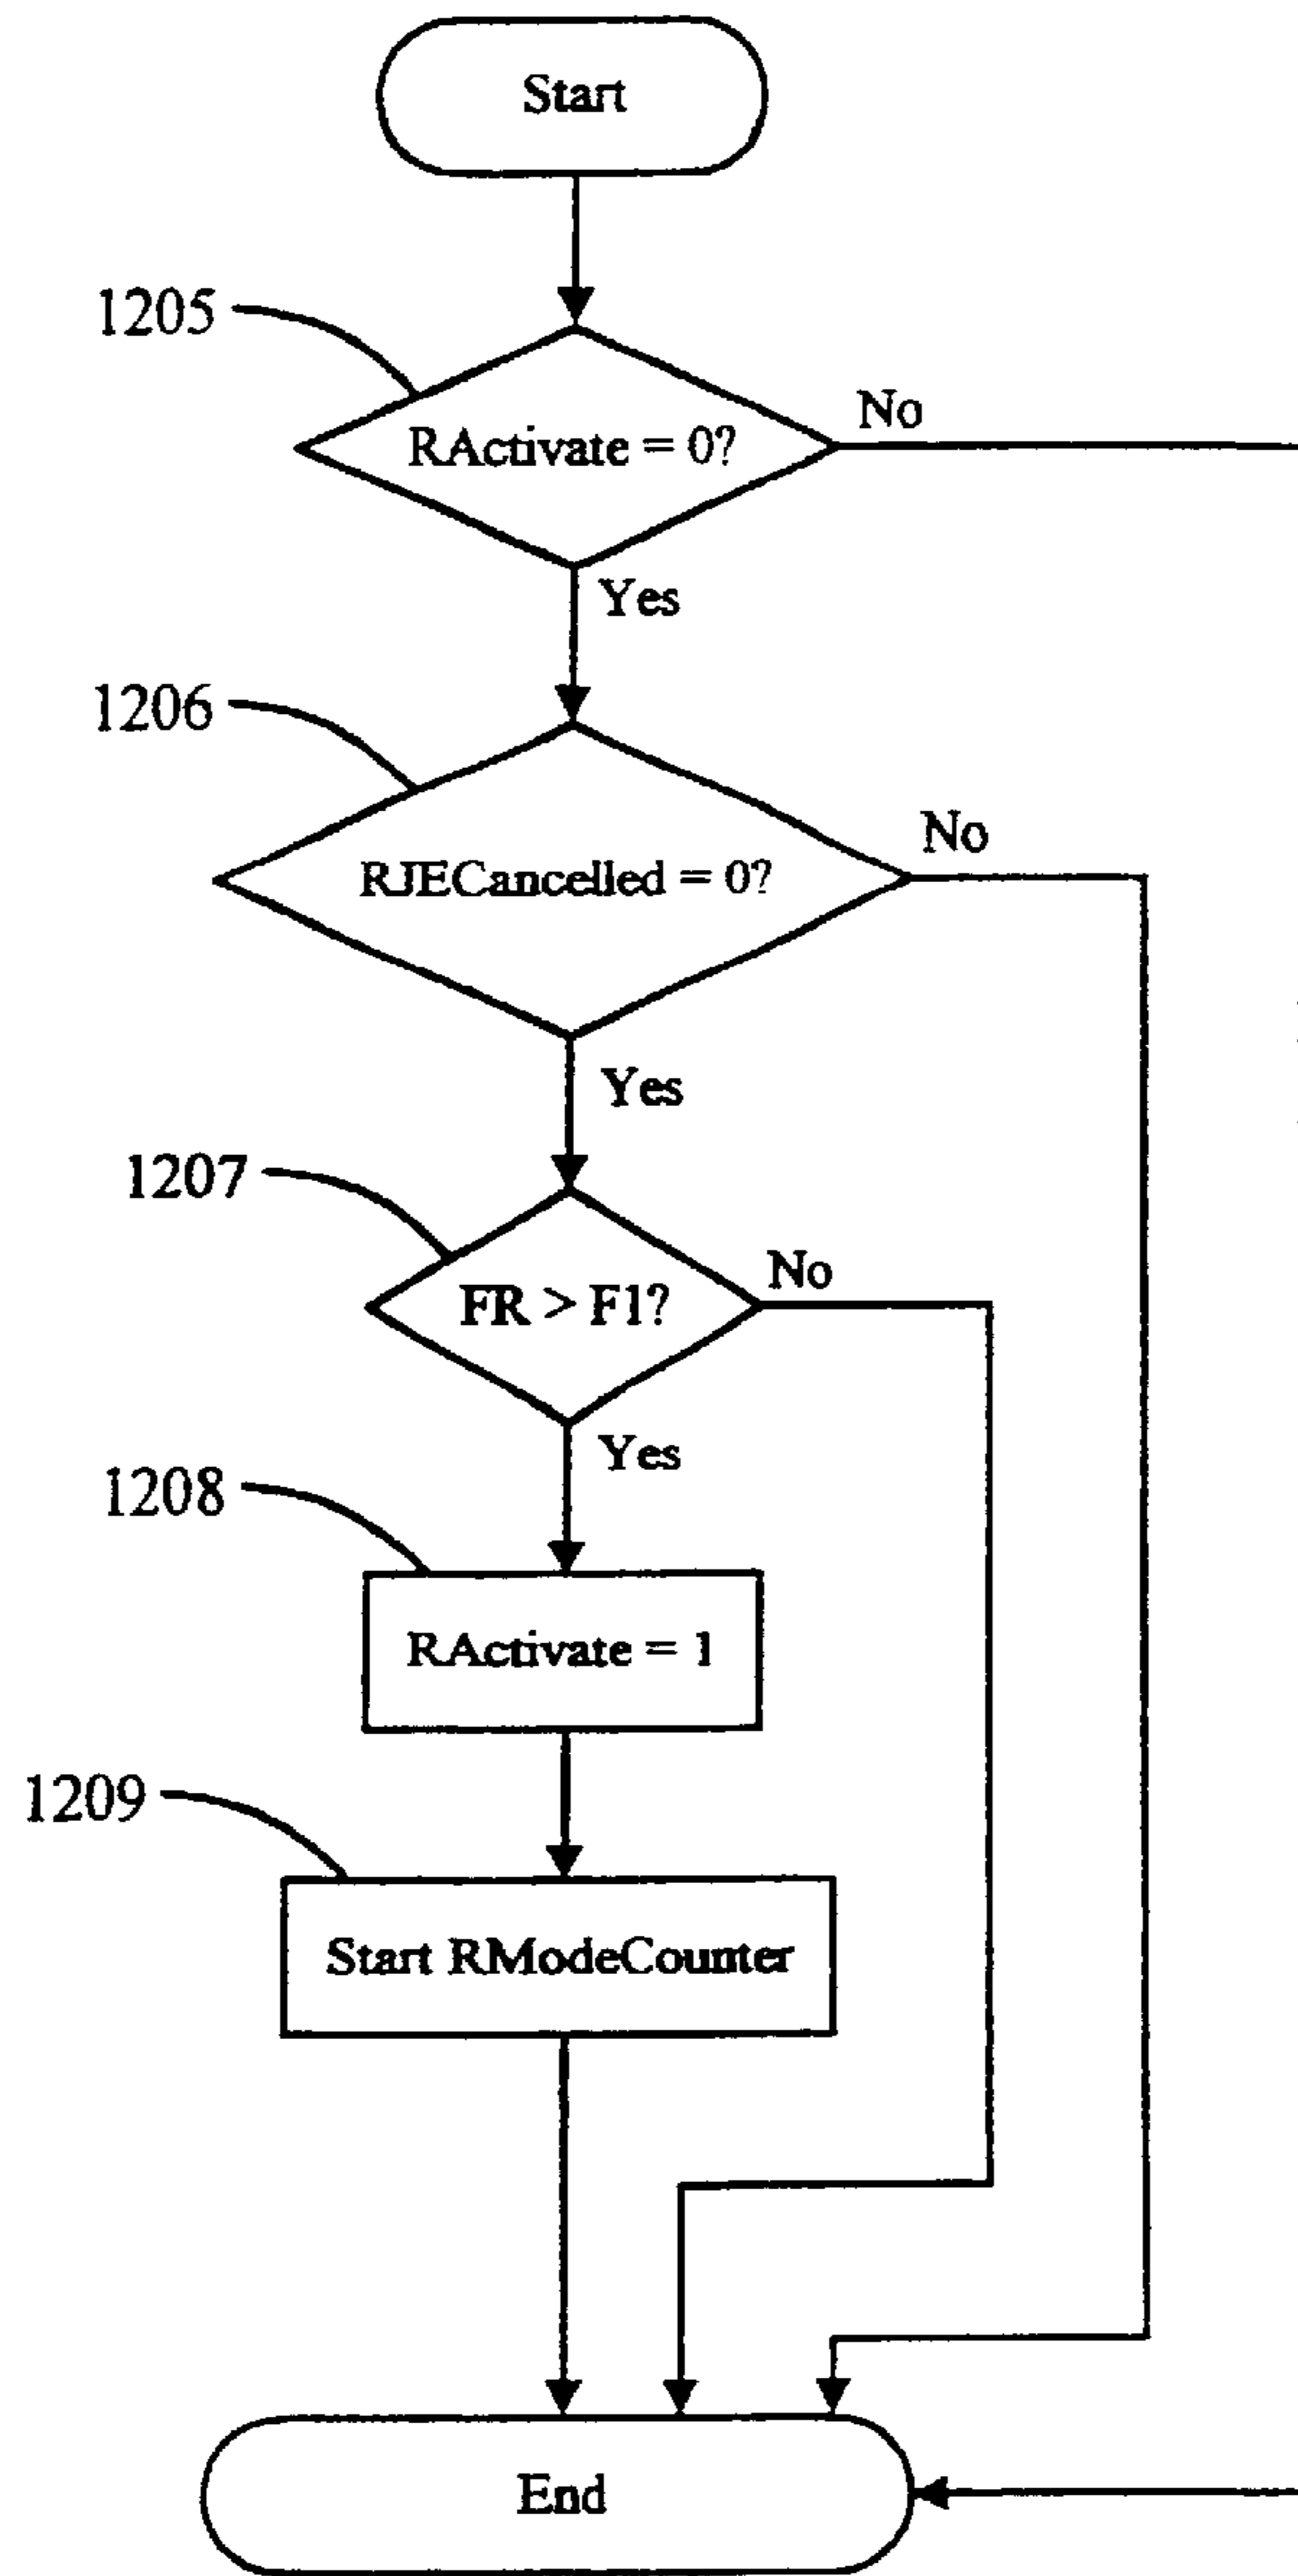 Start
1205
RActivate = 0?
No
Yes
1206
RJECancelled = 0?
No
Yes
1207
FR > F1?
No
Yes
1208
RActivate = 1
1209
Start RModeCounter
End